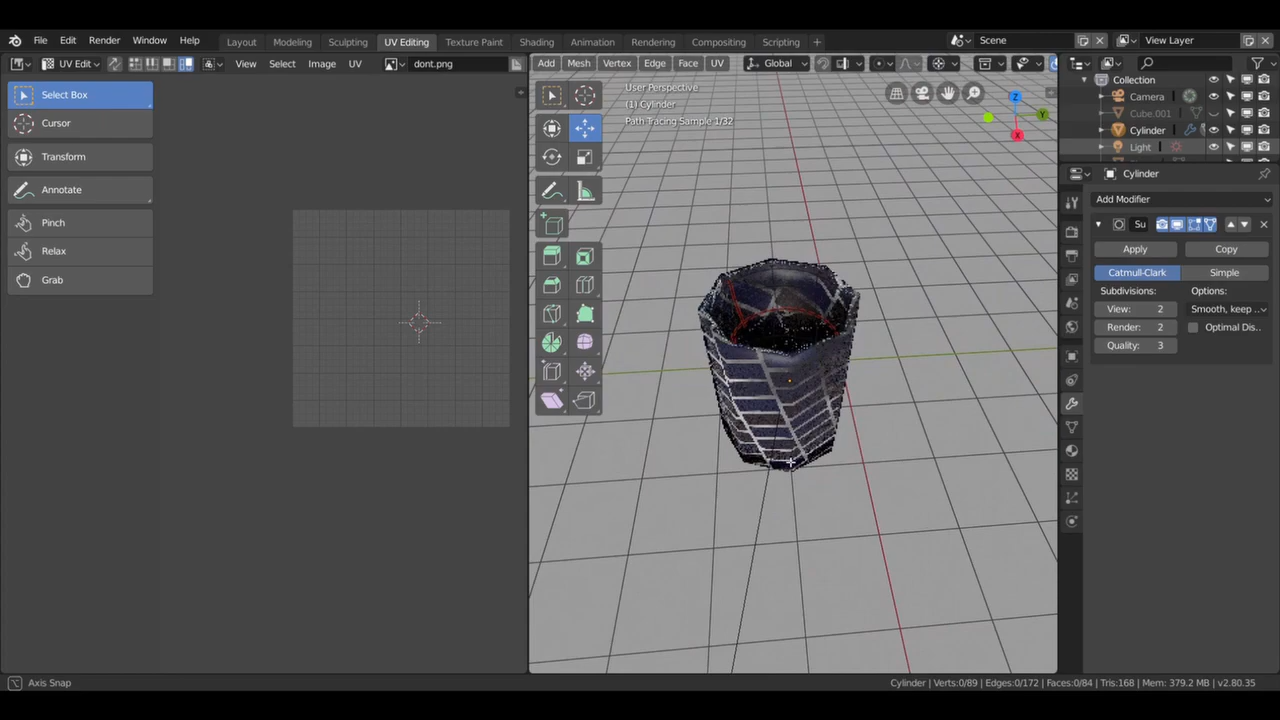 File Edit Render Window Help Layout Modeling Sculpting UV Editing Texture Paint Shading Animation Rendering Compositing Scripting + Scene View Layer
UV Edit View Select Image UV dont.png
Add Mesh Vertex Edge Face UV Global
Select Box
Cursor
Transform
Annotate
Pinch
Relax
Grab
User Perspective
(1) Cylinder
Path Tracing Sample 1/32
Z
Y
X
Collection
Camera
Cube.001
Cylinder
Light
Cylinder
Add Modifier
Su
Apply Copy
Catmull-Clark Simple
Subdivisions: Options:
View: 2 Smooth, keep ..
Render: 2 Optimal Dis..
Quality: 3
Axis Snap
Cylinder | Verts:0/89 | Edges:0/172 | Faces:0/84 | Tris:168 | Mem: 379.2 MB | v2.80.35